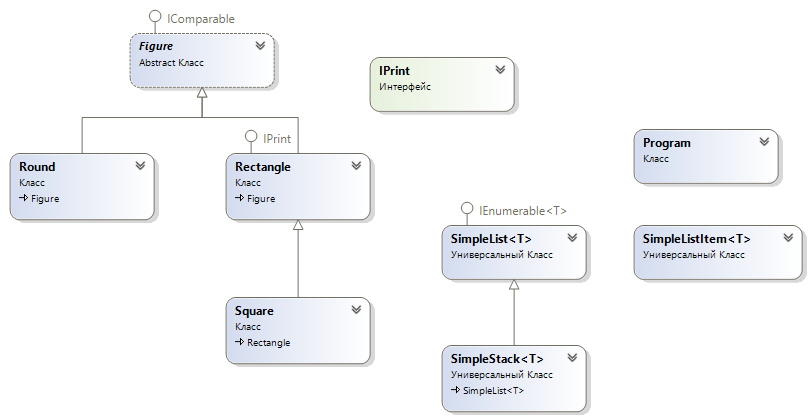 IComparable
Figure
Abstract Класс
IPrint
Интерфейс
IPrint
Program
Класс
Round
Класс
Figure
Rectangle
Класс
Figure
IEnumerable<T>
SimpleList<T>
Универсальный Класс
SimpleListItem<T>
Универсальный Класс
Square
Класс
Rectangle
SimpleStack<T>
Универсальный Класс
SimpleList<T>